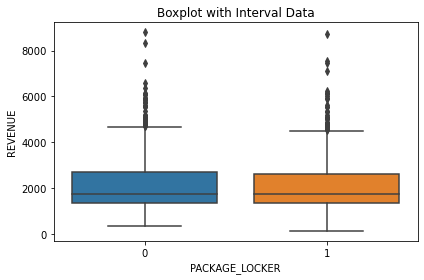 Boxplot with Interval Data
8000
6000
4000
2000
0
REVENUE
0 1
PACKAGE_LOCKER